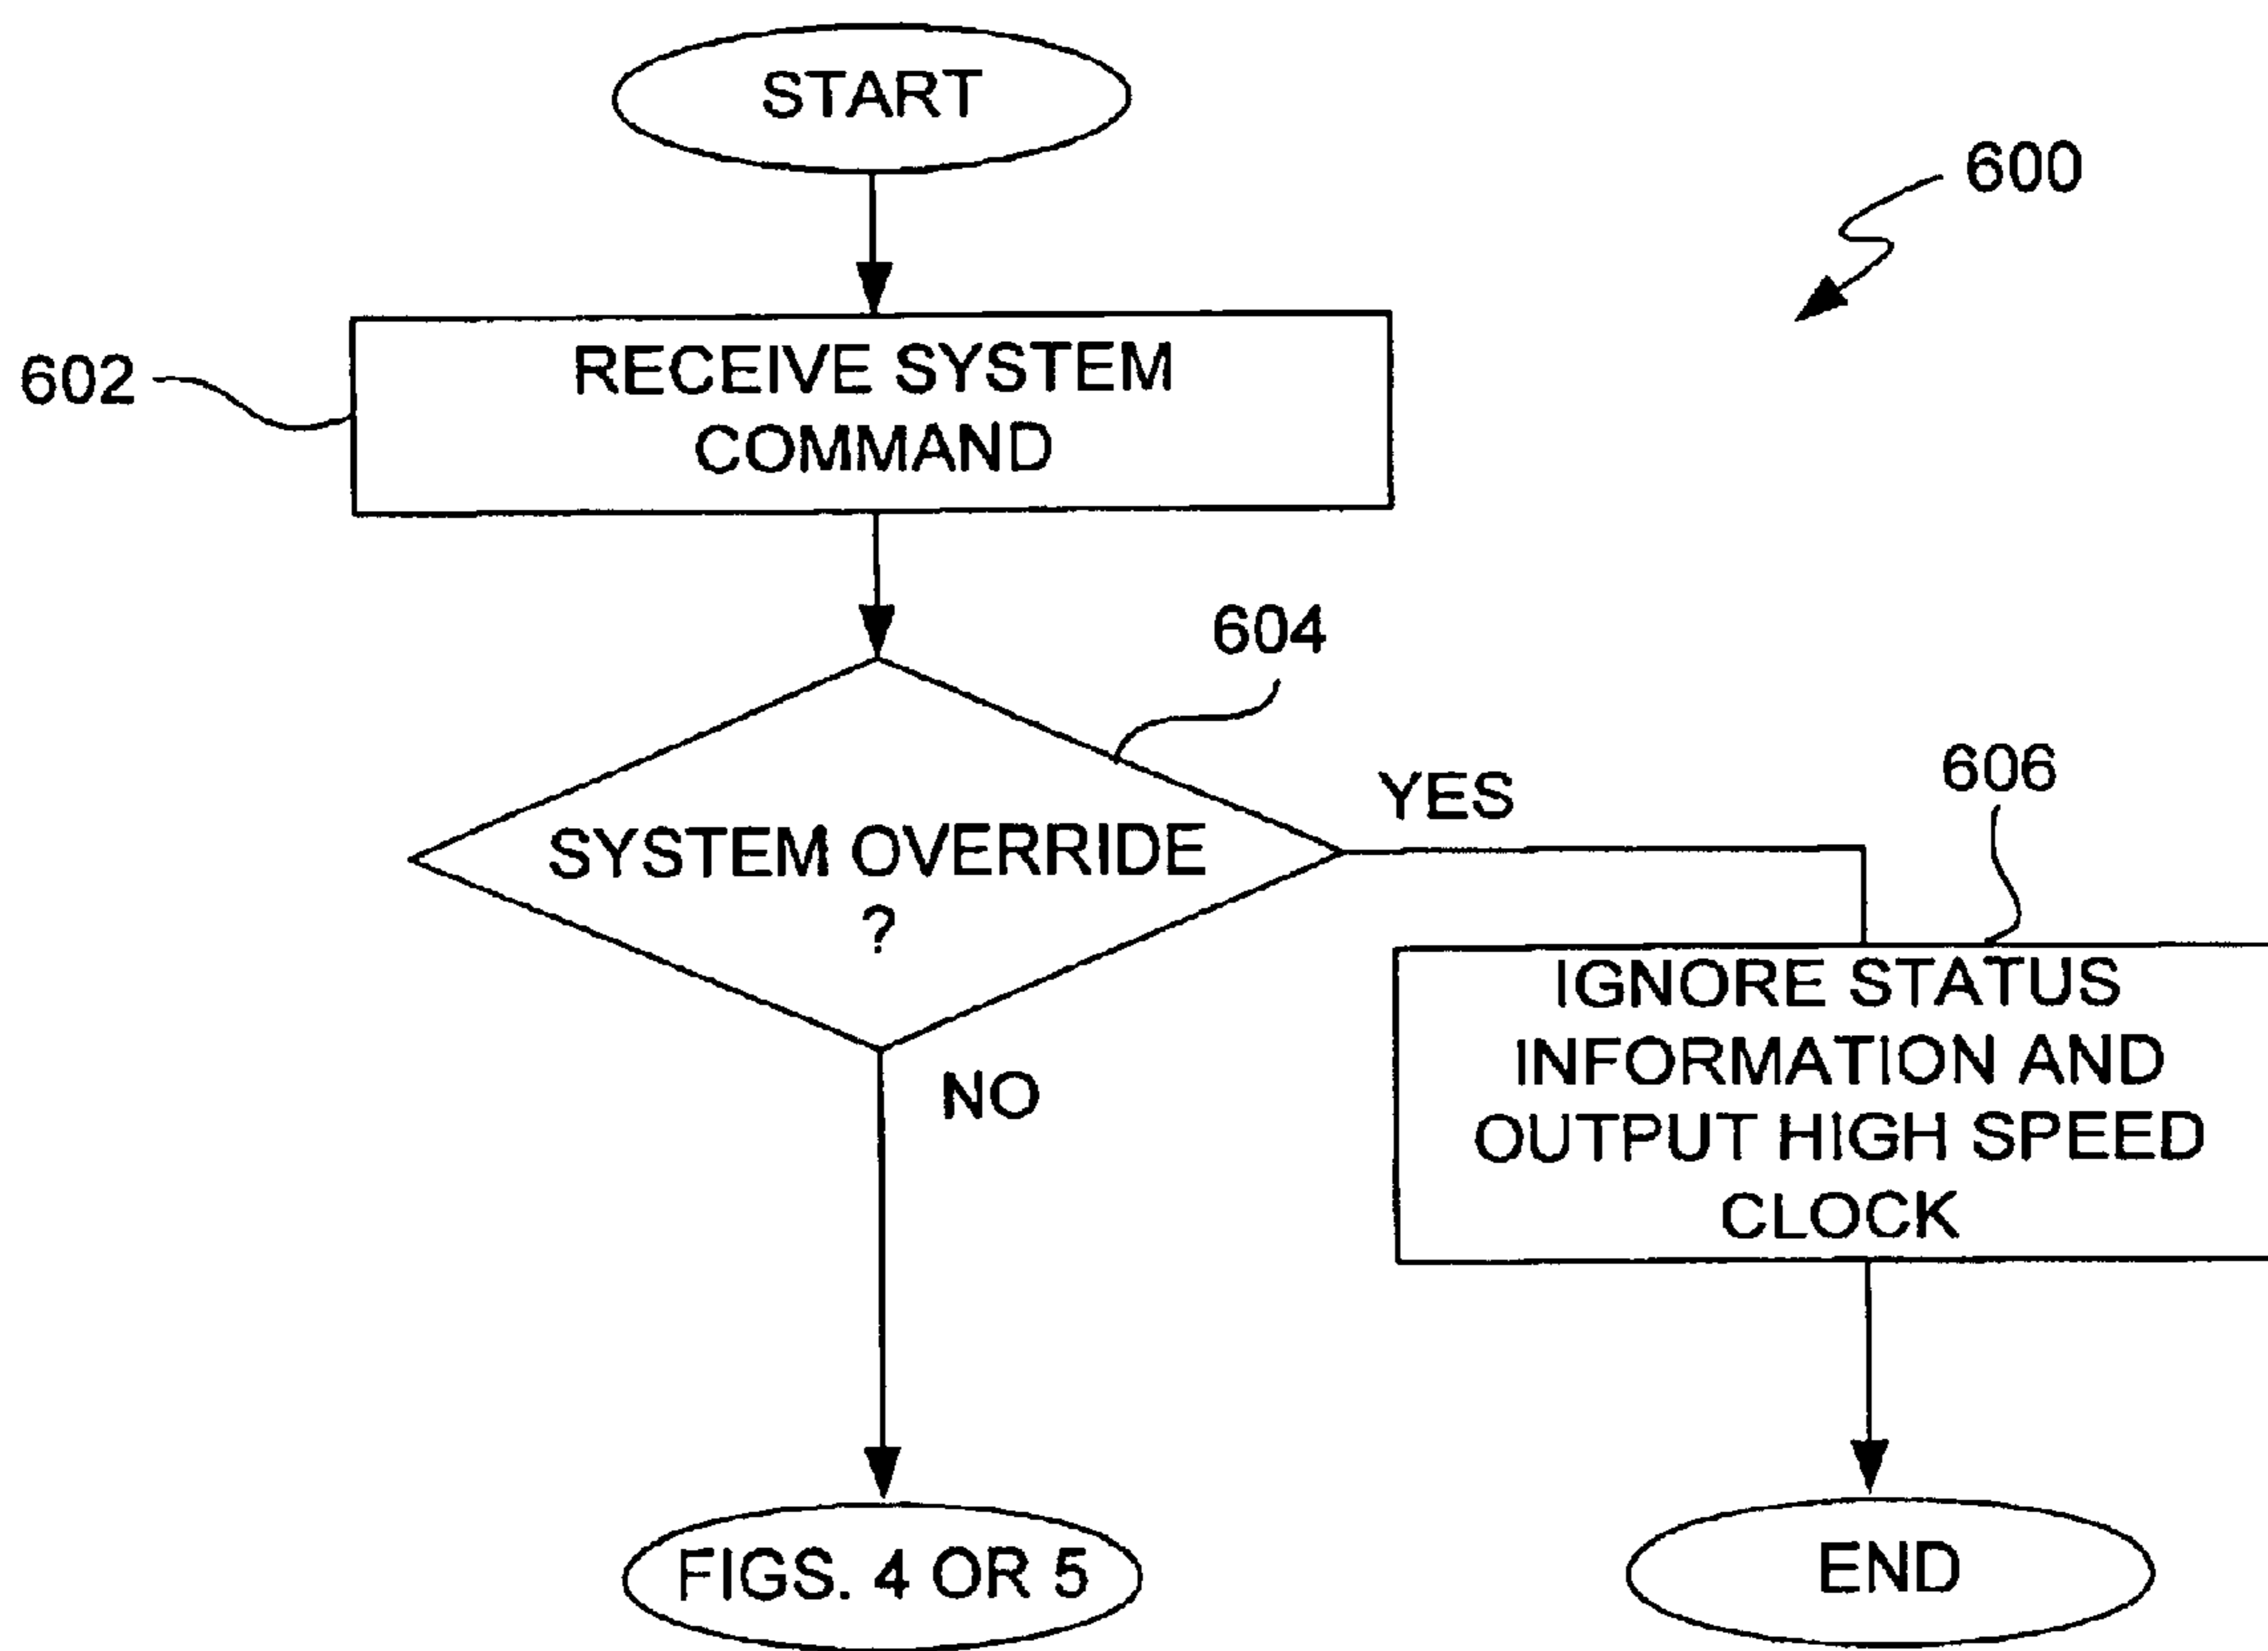 START
600
602
RECEIVE SYSTEM
COMMAND
604
SYSTEM OVERRIDE
?
YES
606
IGNORE STATUS
INFORMATION AND
OUTPUT HIGH SPEED
CLOCK
NO
FIGS. 4 OR 5
END